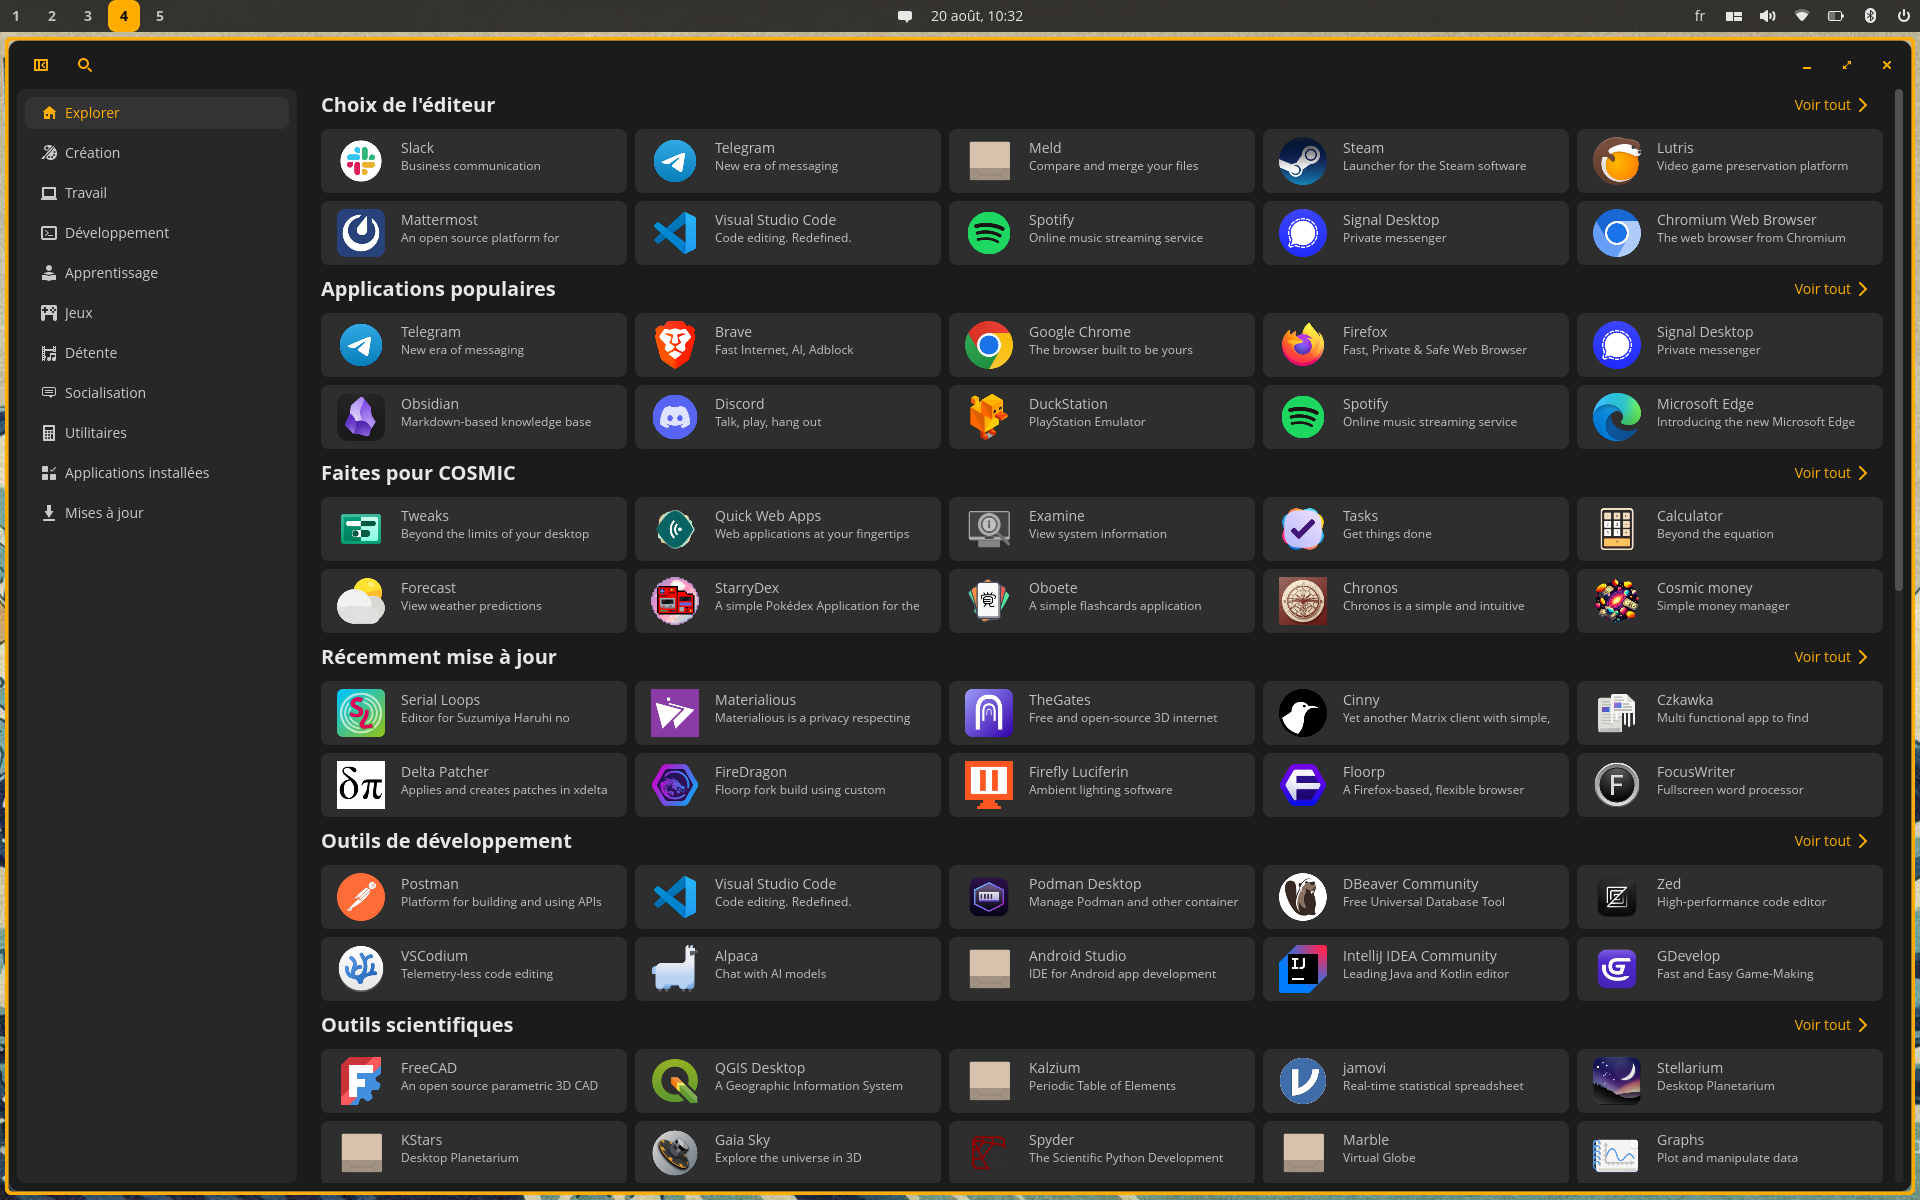 1 2 3 4 5
20 août, 10:32
fr
Explorer
Création
Travail
Développement
Apprentissage
Jeux
Détente
Socialisation
Utilitaires
Applications installées
Mises à jour
Choix de l'éditeur
Voir tout
Slack
Business communication
Telegram
New era of messaging
Meld
Compare and merge your files
Steam
Launcher for the Steam software
Lutris
Video game preservation platform
Mattermost
An open source platform for
Visual Studio Code
Code editing. Redefined.
Spotify
Online music streaming service
Signal Desktop
Private messenger
Chromium Web Browser
The web browser from Chromium
Applications populaires
Voir tout
Telegram
New era of messaging
Brave
Fast Internet, AI, Adblock
Google Chrome
The browser built to be yours
Firefox
Fast, Private & Safe Web Browser
Signal Desktop
Private messenger
Obsidian
Markdown-based knowledge base
Discord
Talk, play, hang out
DuckStation
PlayStation Emulator
Spotify
Online music streaming service
Microsoft Edge
Introducing the new Microsoft Edge
Faites pour COSMIC
Voir tout
Tweaks
Beyond the limits of your desktop
Quick Web Apps
Web applications at your fingertips
Examine
View system information
Tasks
Get things done
Calculator
Beyond the equation
Forecast
View weather predictions
StarryDex
A simple Pokédex Application for the
Oboete
A simple flashcards application
Chronos
Chronos is a simple and intuitive
Cosmic money
Simple money manager
Récemment mise à jour
Voir tout
Serial Loops
Editor for Suzumiya Haruhi no
Materialious
Materialious is a privacy respecting
TheGates
Free and open-source 3D internet
Cinny
Yet another Matrix client with simple,
Czkawka
Multi functional app to find
δπ
Delta Patcher
Applies and creates patches in xdelta
FireDragon
Floorp fork build using custom
Firefly Luciferin
Ambient lighting software
Floorp
A Firefox-based, flexible browser
F
FocusWriter
Fullscreen word processor
Outils de développement
Voir tout
Postman
Platform for building and using APIs
Visual Studio Code
Code editing. Redefined.
Podman Desktop
Manage Podman and other container
DBeaver Community
Free Universal Database Tool
Zed
High-performance code editor
VSCodium
Telemetry-less code editing
Alpaca
Chat with AI models
Android Studio
IDE for Android app development
IJ
IntelliJ IDEA Community
Leading Java and Kotlin editor
GDevelop
Fast and Easy Game-Making
Outils scientifiques
Voir tout
FreeCAD
An open source parametric 3D CAD
QGIS Desktop
A Geographic Information System
Kalzium
Periodic Table of Elements
jamovi
Real-time statistical spreadsheet
Stellarium
Desktop Planetarium
KStars
Desktop Planetarium
Gaia Sky
Explore the universe in 3D
Spyder
The Scientific Python Development
Marble
Virtual Globe
Graphs
Plot and manipulate data